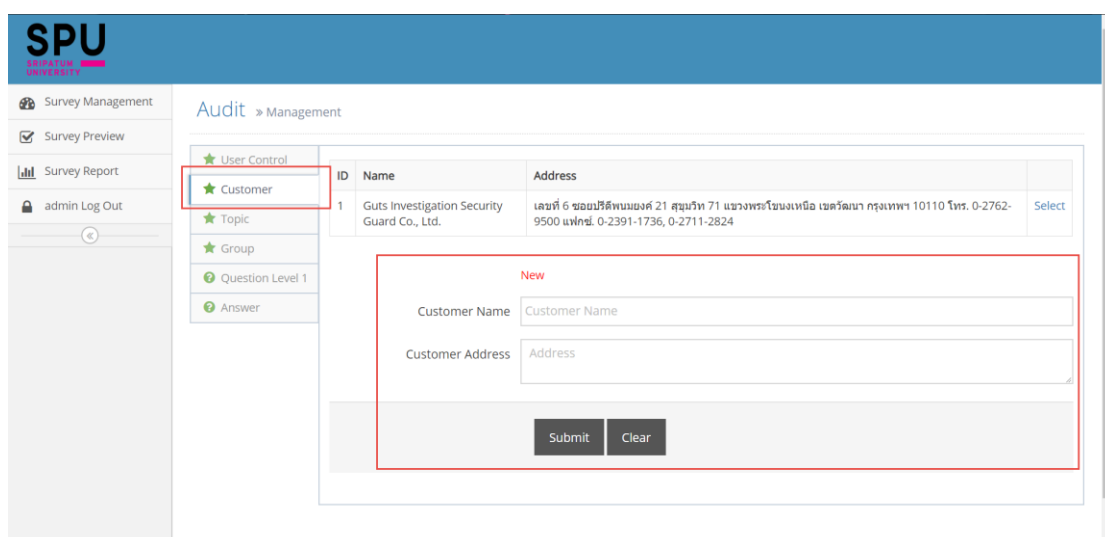 SPU
SRIPATUM
UNIVERSITY
Survey Management
Survey Preview
Survey Report
admin Log Out
Audit » Management
User Control
Customer
Topic
Group
Question Level 1
Answer
ID Name Address
1 Guts Investigation Security เลขที่ 6 ซอยปรีดีพนมยงค์ 21 สุขุมวิท 71 แขวงพระโขนงเหนือ เขตวัฒนา กรุงเทพฯ 10110 โทร. 0-2762- Select
Guard Co., Ltd. 9500 แฟกซ์. 0-2391-1736, 0-2711-2824
New
Customer Name Customer Name
Customer Address Address
Submit Clear